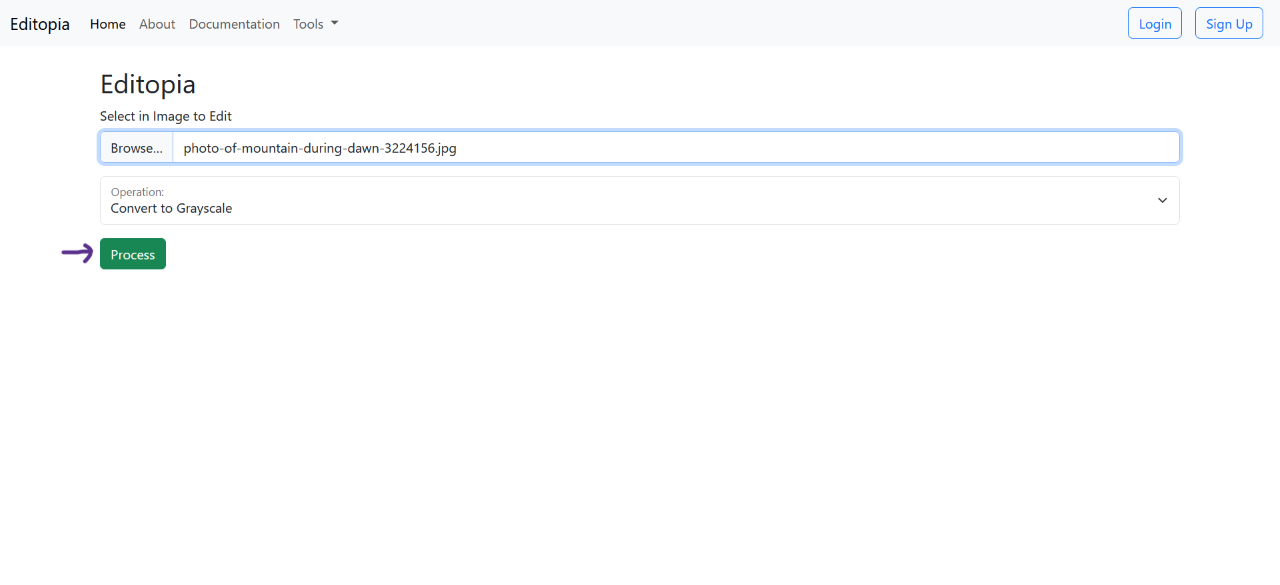 Editopia Home About Documentation Tools Login Sign Up
Editopia
Select in Image to Edit
Browse... photo-of-mountain-during-dawn-3224156.jpg
Operation:
Convert to Grayscale
Process